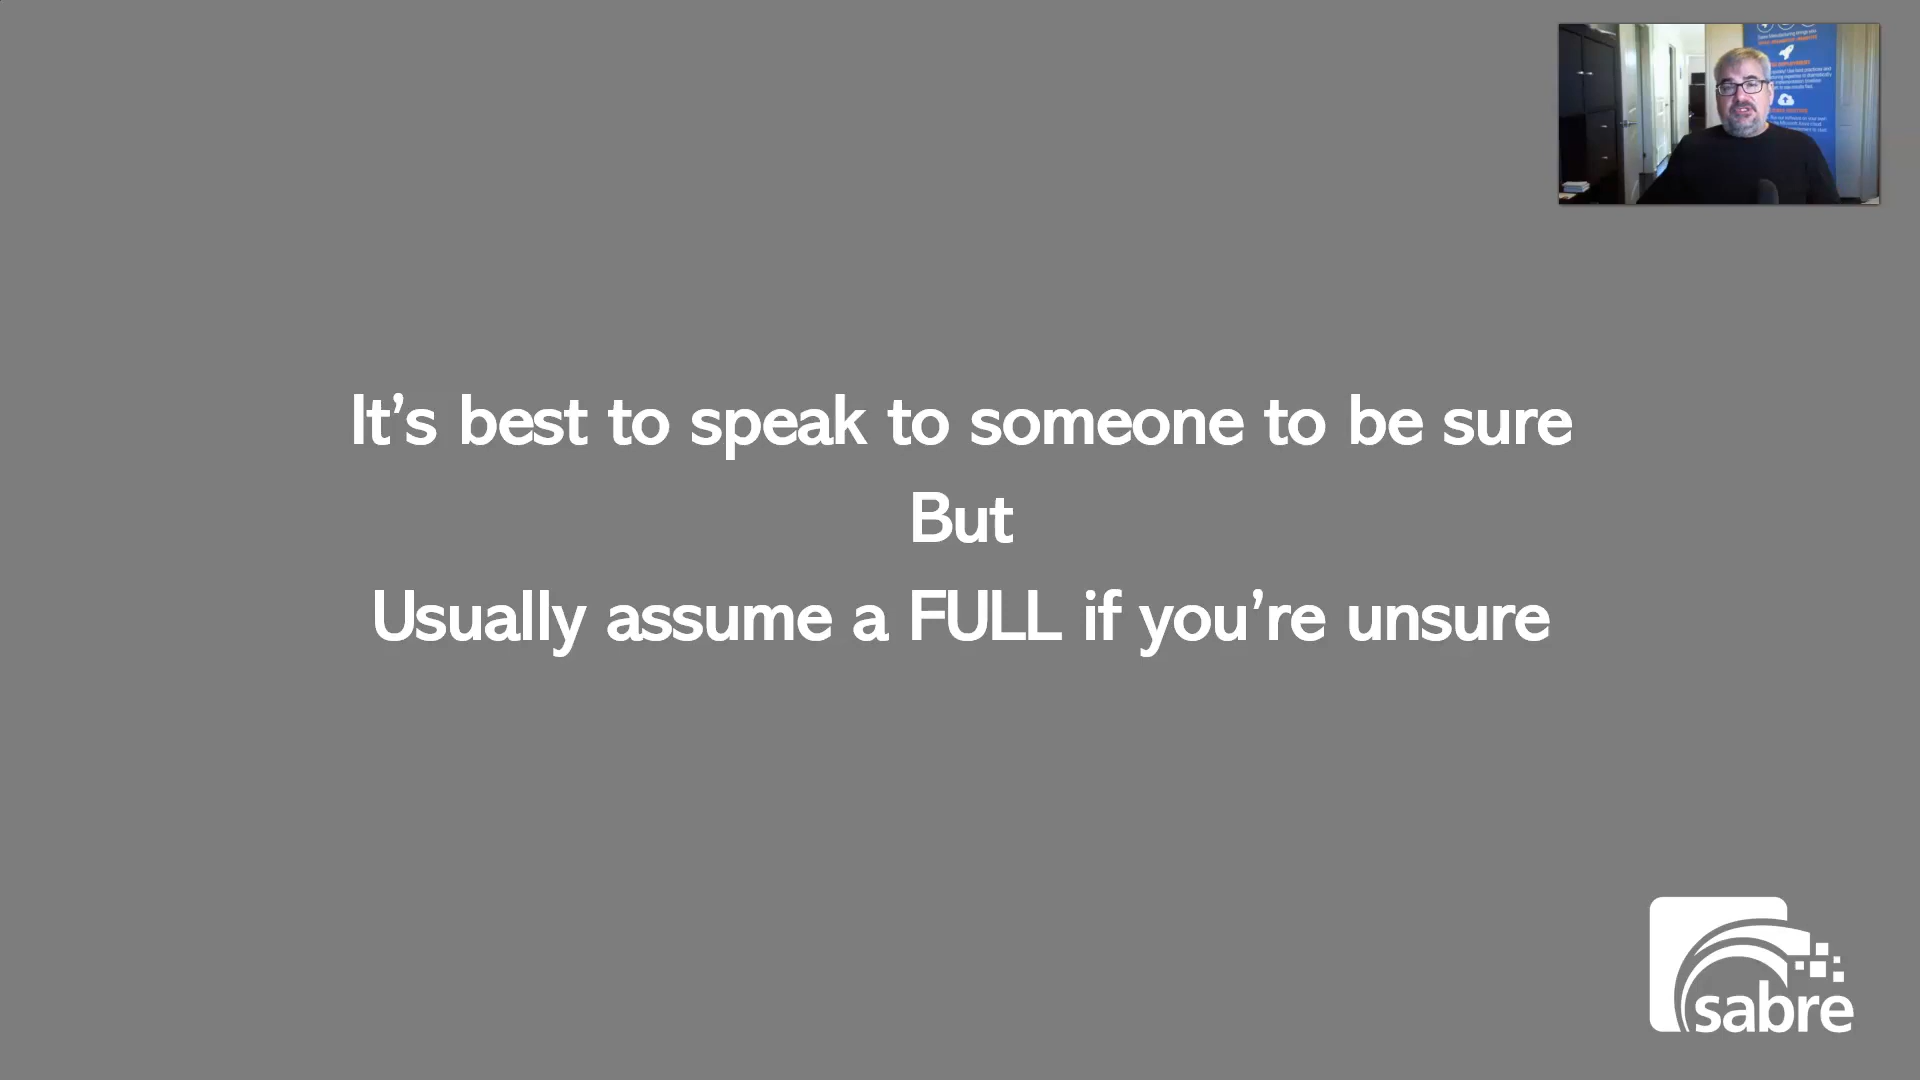 It's best to speak to someone to be sure
But
Usually assume a FULL if you're unsure
sabre